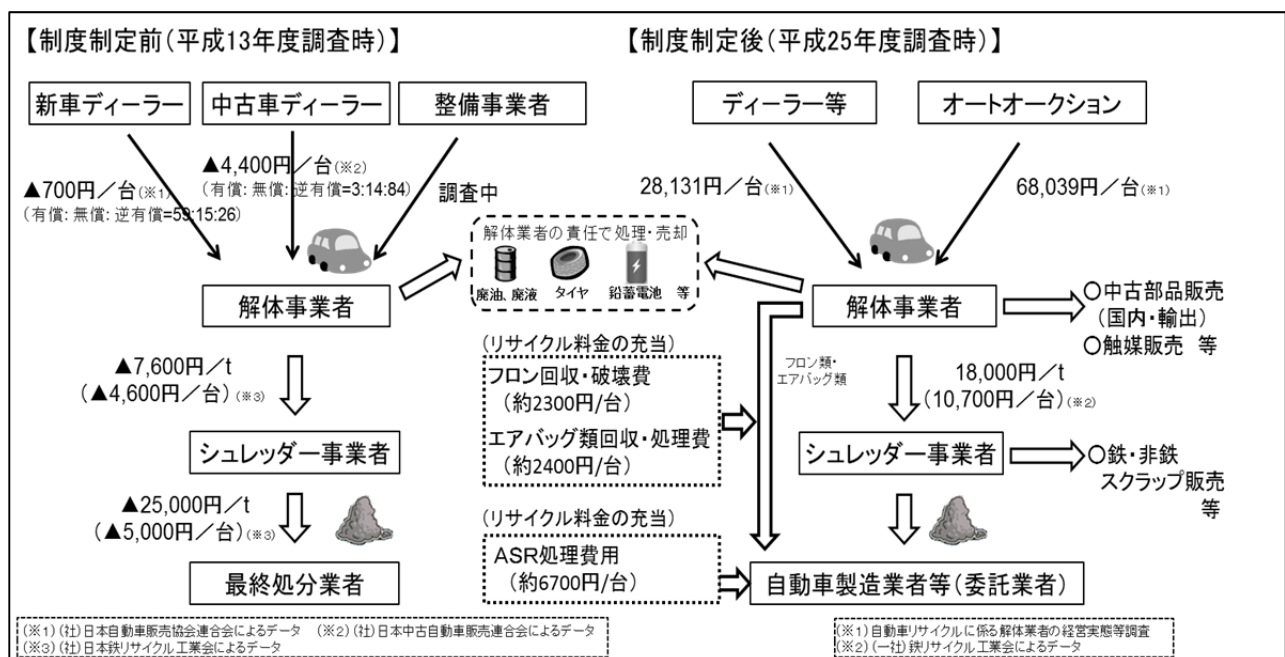 【制度制定前(平成13年度調査時)】
新車ディーラー
中古車ディーラー
整備事業者
▲700円/台(※1)
(有償:無償:逆有償=59:15:26)
▲4,400円/台(※2)
(有償:無償:逆有償=3:14:84)
調査中
解体事業者
▲7,600円/t
(▲4,600円/台)(※3)
シュレッダー事業者
▲25,000円/t
(▲5,000円/台)(※3)
最終処分業者
解体業者の責任で処理・売却
廃油、廃液
タイヤ
鉛蓄電池 等
(リサイクル料金の充当)
フロン回収・破壊費
(約2300円/台)
エアバッグ類回収・処理費
(約2400円/台)
(リサイクル料金の充当)
ASR処理費用
(約6700円/台)
【制度制定後(平成25年度調査時)】
ディーラー等
オートオークション
28,131円/台(※1)
68,039円/台(※1)
解体事業者
○中古部品販売
(国内・輸出)
○触媒販売 等
フロン類・
エアバッグ類
18,000円/t
(10,700円/台)(※2)
シュレッダー事業者
○鉄・非鉄
スクラップ販売
等
自動車製造業者等(委託業者)
(※1)(社)日本自動車販売協会連合会によるデータ (※2)(社)日本中古自動車販売連合会によるデータ
(※3)(社)日本鉄リサイクル工業会によるデータ
(※1)自動車リサイクルに係る解体業者の経営実態等調査
(※2)(一社)鉄リサイクル工業会によるデータ